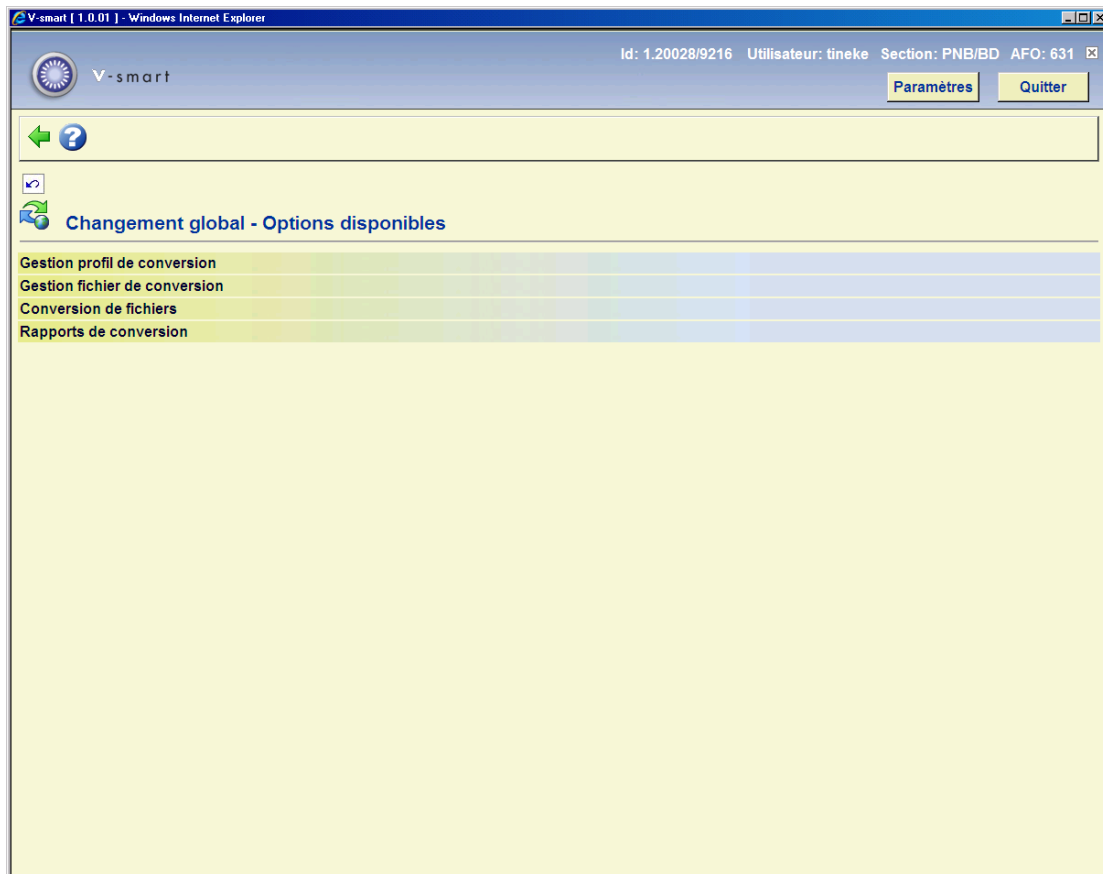 V-smart [ 1.0.01 ] - Windows Internet Explorer
Id: 1.20028/9216 Utilisateur: tineke Section: PNB/BD AFO: 631
V-smart
Paramètres Quitter
Changement global - Options disponibles
Gestion profil de conversion
Gestion fichier de conversion
Conversion de fichiers
Rapports de conversion